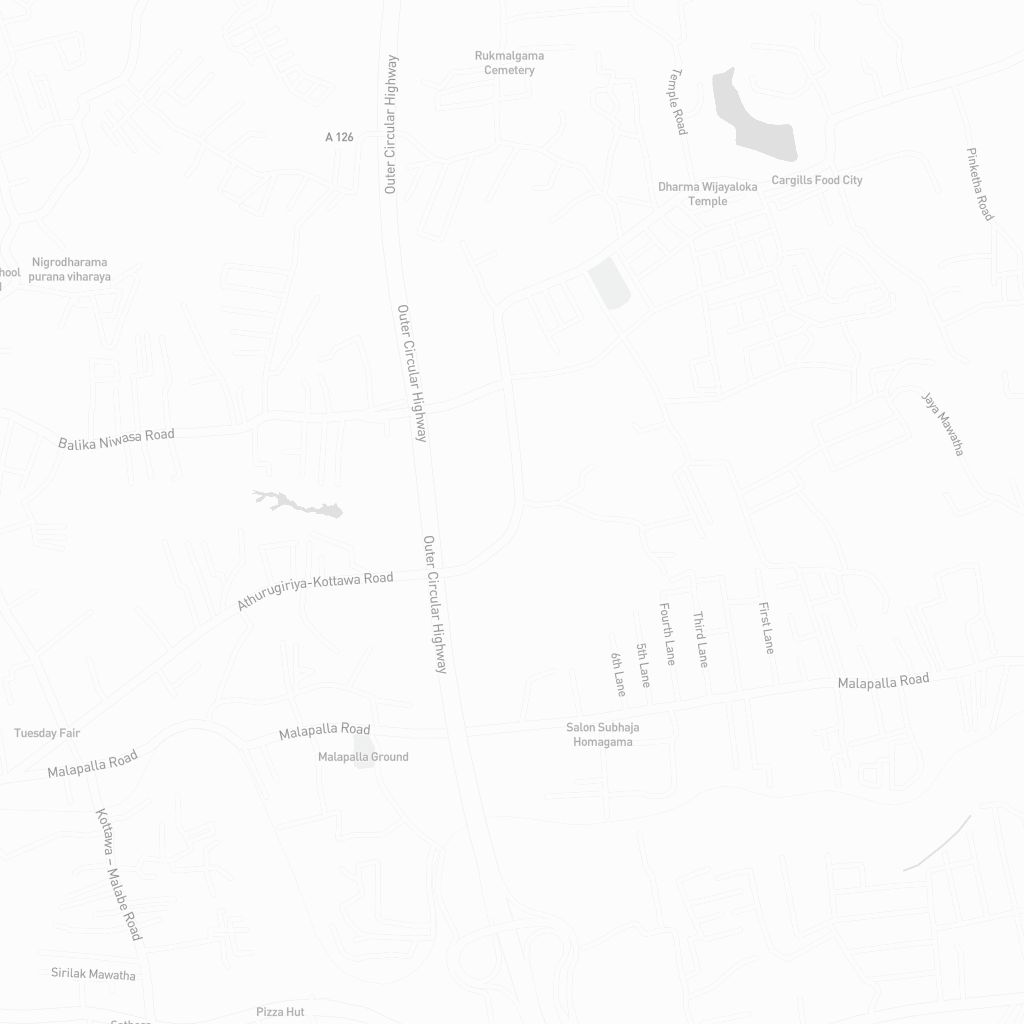 Rukmalgama
Cemetery
Outer Circular Highway
Temple Road
A 126
Pinketha Road
Cargills Food City
Dharma Wijayaloka
Temple
Nigrodharama
purana viharaya
hool
Outer Circular Highway
Jaya Mawatha
Balika Niwasa Road
Outer Circular Highway
Athurugiriya-Kottawa Road
Fourth Lane
Third Lane
First Lane
5th Lane
6th Lane
Malapalla Road
Tuesday Fair
Malapalla Road
Salon Subhaja
Homagama
Malapalla Ground
Malapalla Road
Kottawa – Malabe Road
Sirilak Mawatha
Pizza Hut